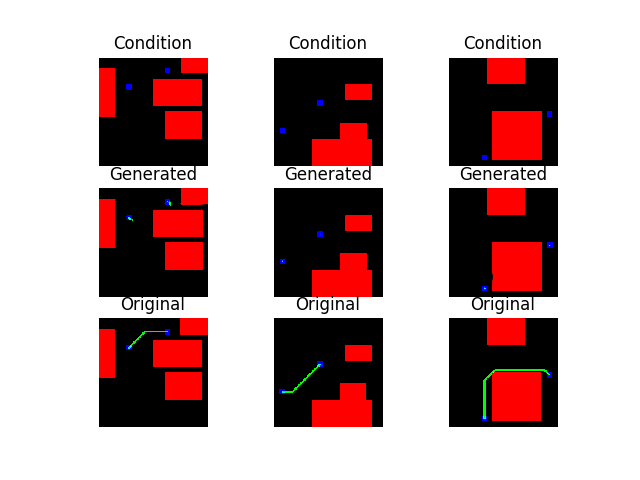 Condition Condition Condition
Generated Generated Generated
Original Original Original